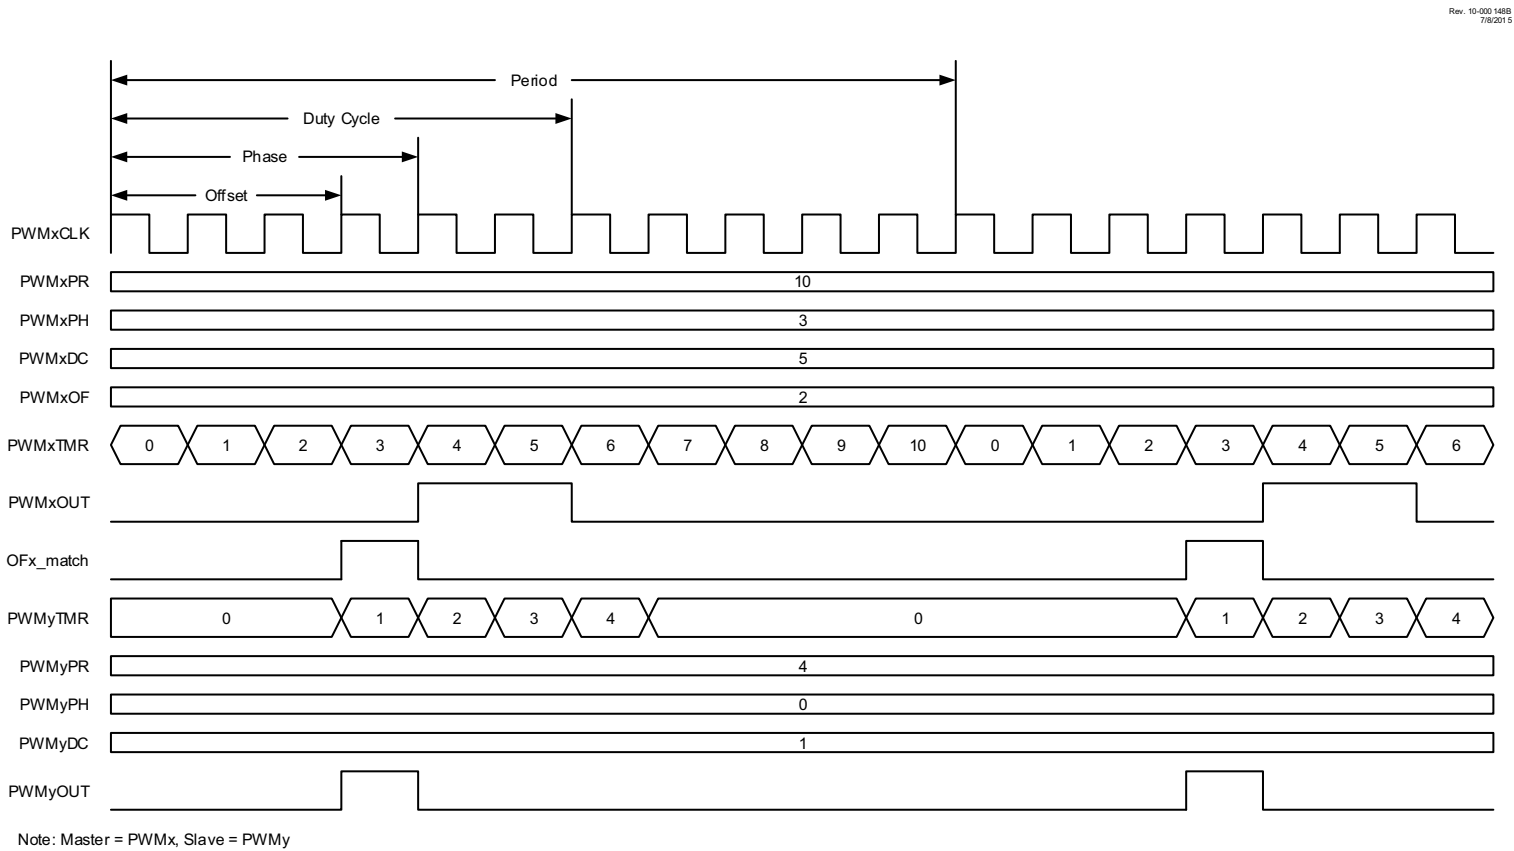 Rev. 10-000 148B
7/8/201 5
Period
Duty Cycle
Phase
Offset
PWMxCLK
PWMxPR 10
PWMxPH 3
PWMxDC 5
PWMxOF 2
PWMxTMR 0 1 2 3 4 5 6 7 8 9 10 0 1 2 3 4 5 6
PWMxOUT
OFx_match
PWMyTMR 0 1 2 3 4 0 1 2 3 4
PWMyPR 4
PWMyPH 0
PWMyDC 1
PWMyOUT
Note: Master = PWMx, Slave = PWMy